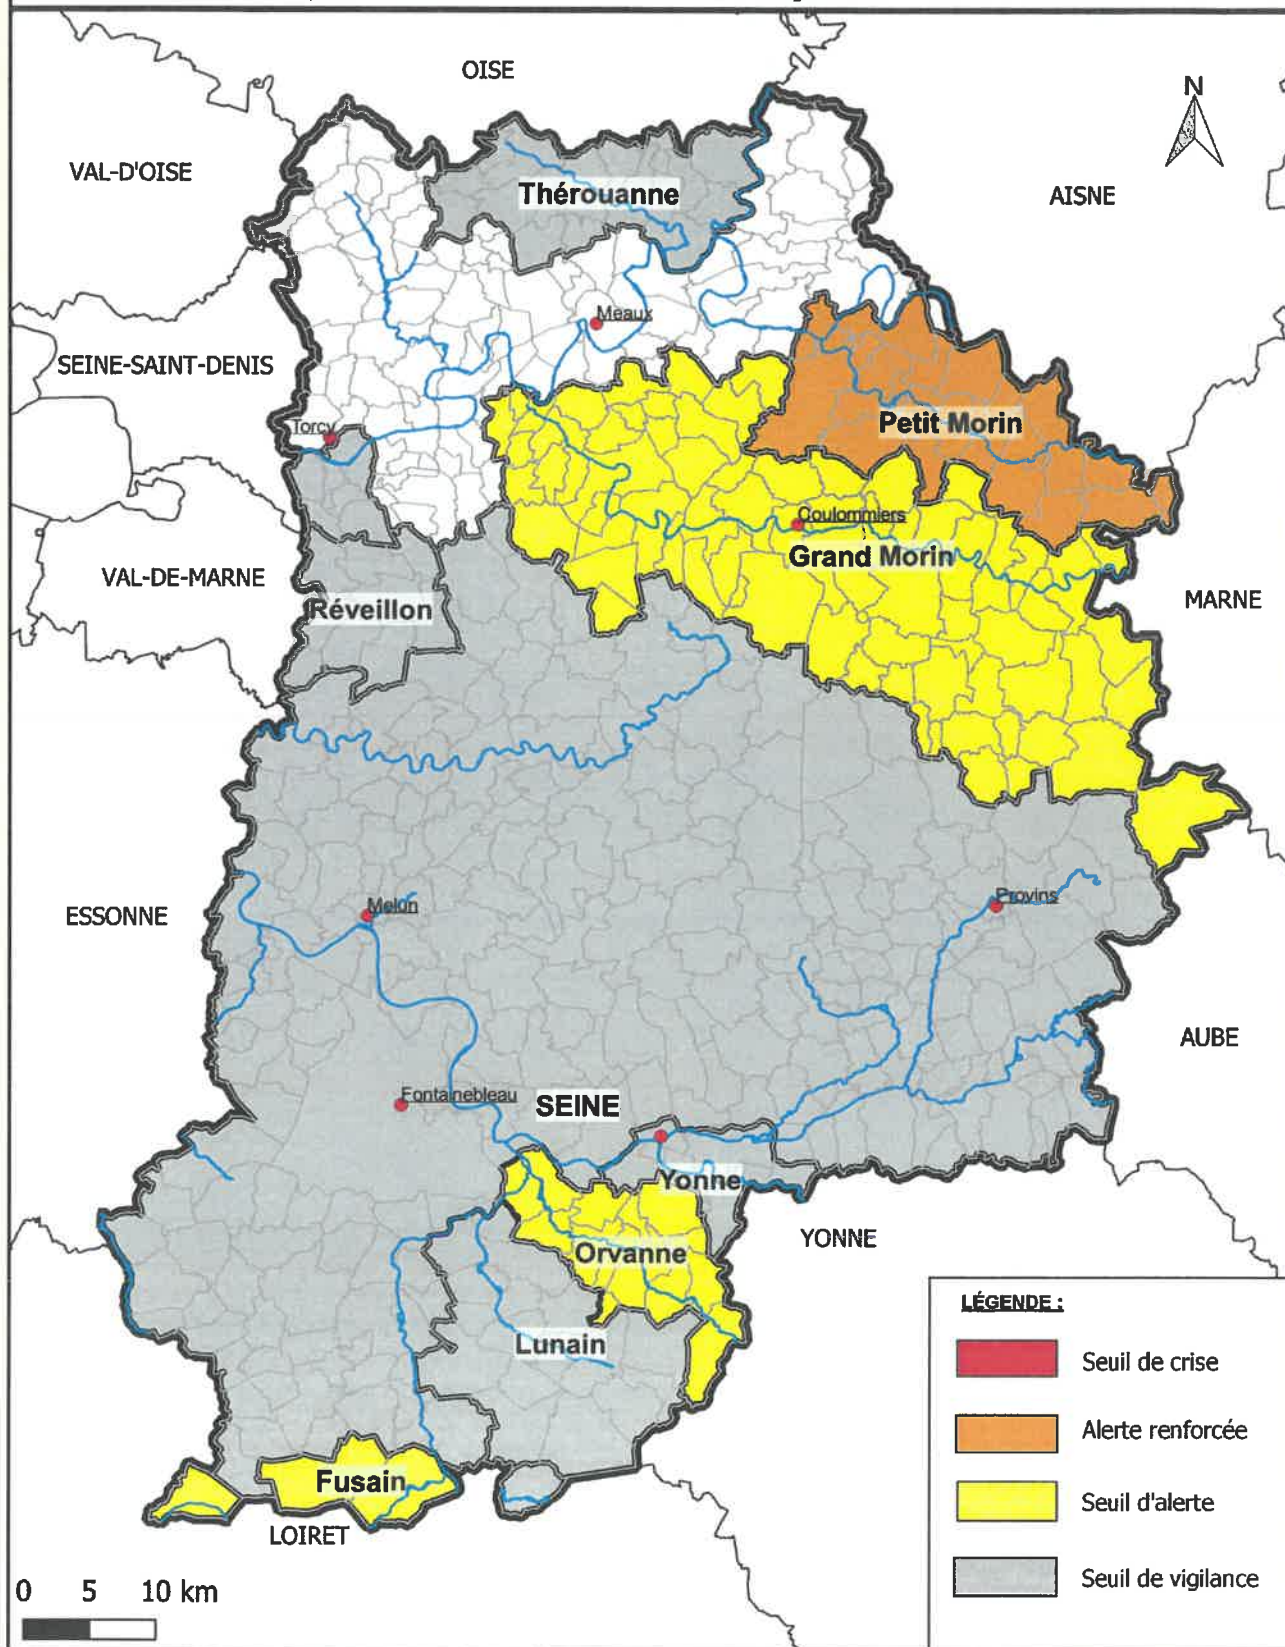 OISE
N
VAL-D'OISE
AISNE
Thérouanne
Meaux
SEINE-SAINT-DENIS
Torcy
Petit Morin
Coulommiers
Grand Morin
VAL-DE-MARNE
MARNE
Réveillon
ESSONNE
Melun
Provins
AUBE
Fontainebleau
SEINE
Yonne
YONNE
Orvanne
Lunain
Fusain
LOIRET
0 5 10 km
LÉGENDE :
Seuil de crise
Alerte renforcée
Seuil d'alerte
Seuil de vigilance